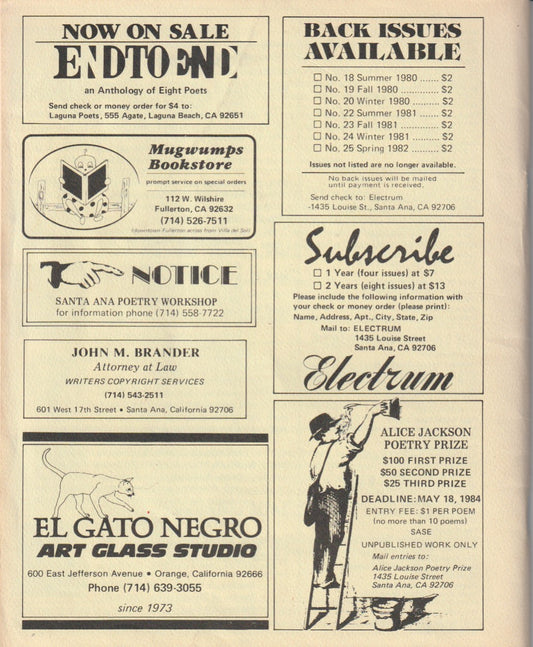 NOW ON SALE
END TO END
an Anthology of Eight Poets
Send check or money order for $4 to:
Laguna Poets, 555 Agate, Laguna Beach, CA 92651
Mugwumps
Bookstore
prompt service on special orders
112 W. Wilshire
Fullerton, CA 92632
(714) 526-7511
(downtown Fullerton across from Villa del Sol)
NOTICE
SANTA ANA POETRY WORKSHOP
for information phone (714) 558-7722
JOHN M. BRANDER
Attorney at Law
WRITERS COPYRIGHT SERVICES
(714) 543-2511
601 West 17th Street • Santa Ana, California 92706
EL GATO NEGRO
ART GLASS STUDIO
600 East Jefferson Avenue • Orange, California 92666
Phone (714) 639-3055
since 1973
BACK ISSUES
AVAILABLE
No. 18 Summer 1980 ....... $2
No. 19 Fall 1980 ............. $2
No. 20 Winter 1980 ......... $2
No. 22 Summer 1981 ...... $2
No. 23 Fall 1981 .............. $2
No. 24 Winter 1981 ......... $2
No. 25 Spring 1982 .......... $2
Issues not listed are no longer available.
No back issues will be mailed
until payment is received.
Send check to: Electrum
-1435 Louise St., Santa Ana, CA 92706
Subscribe
1 Year (four issues) at $7
2 Years (eight issues) at $13
Please include the following information with
your check or money order (please print):
Name, Address, Apt., City, State, Zip
Mail to: ELECTRUM
1435 Louise Street
Santa Ana, CA 92706
Electrum
ALICE JACKSON
POETRY PRIZE
$100 FIRST PRIZE
$50 SECOND PRIZE
$25 THIRD PRIZE
DEADLINE: MAY 18, 1984
ENTRY FEE: $1 PER POEM
(no more than 10 poems)
SASE
UNPUBLISHED WORK ONLY
Mail entries to:
Alice Jackson Poetry Prize
1435 Louise Street
Santa Ana, CA 92706